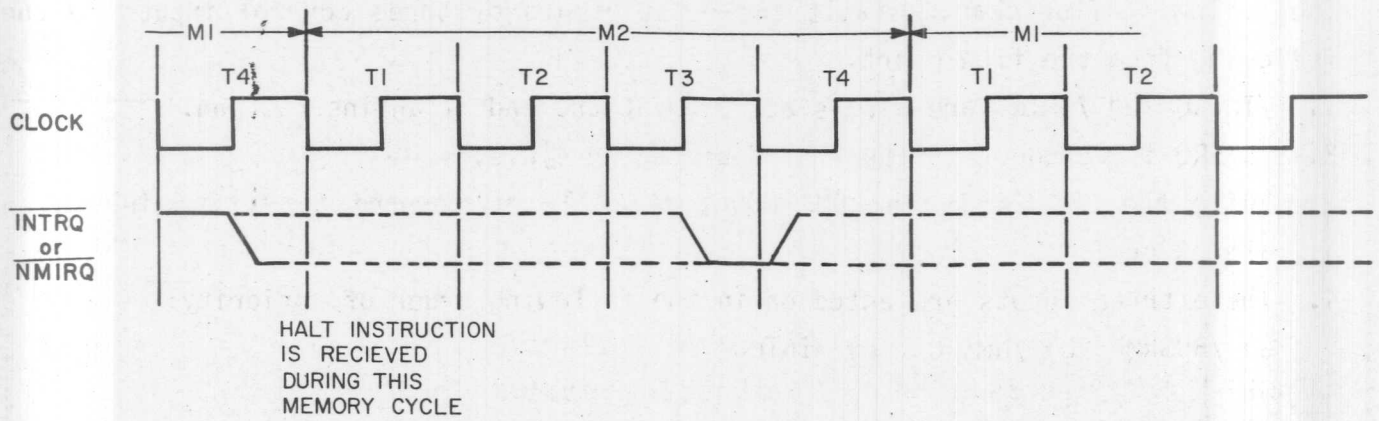 M1 M2 M1
T4 T1 T2 T3 T4 T1 T2
CLOCK
INTRQ
or
NMIRQ
HALT INSTRUCTION
IS RECIEVED
DURING THIS
MEMORY CYCLE